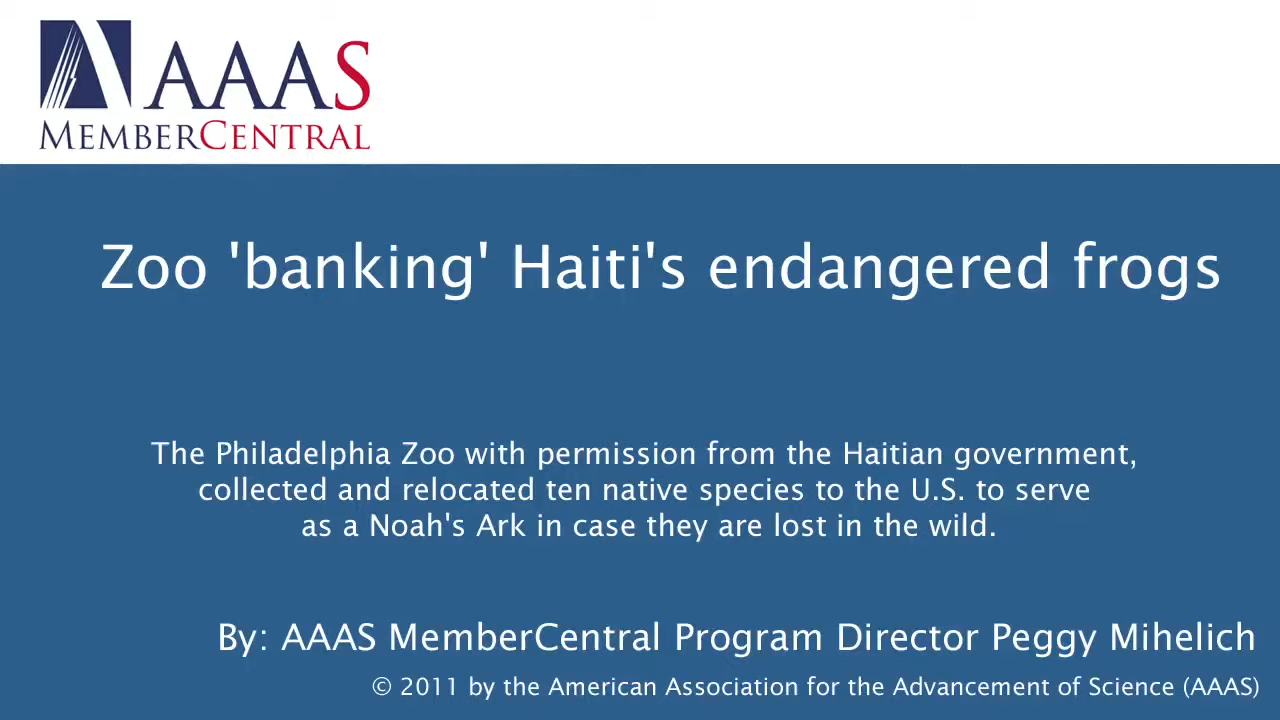 AAAS
MEMBERCENTRAL
Zoo 'banking' Haiti's endangered frogs
The Philadelphia Zoo with permission from the Haitian government,
collected and relocated ten native species to the U.S. to serve
as a Noah's Ark in case they are lost in the wild.
By: AAAS MemberCentral Program Director Peggy Mihelich
© 2011 by the American Association for the Advancement of Science (AAAS)